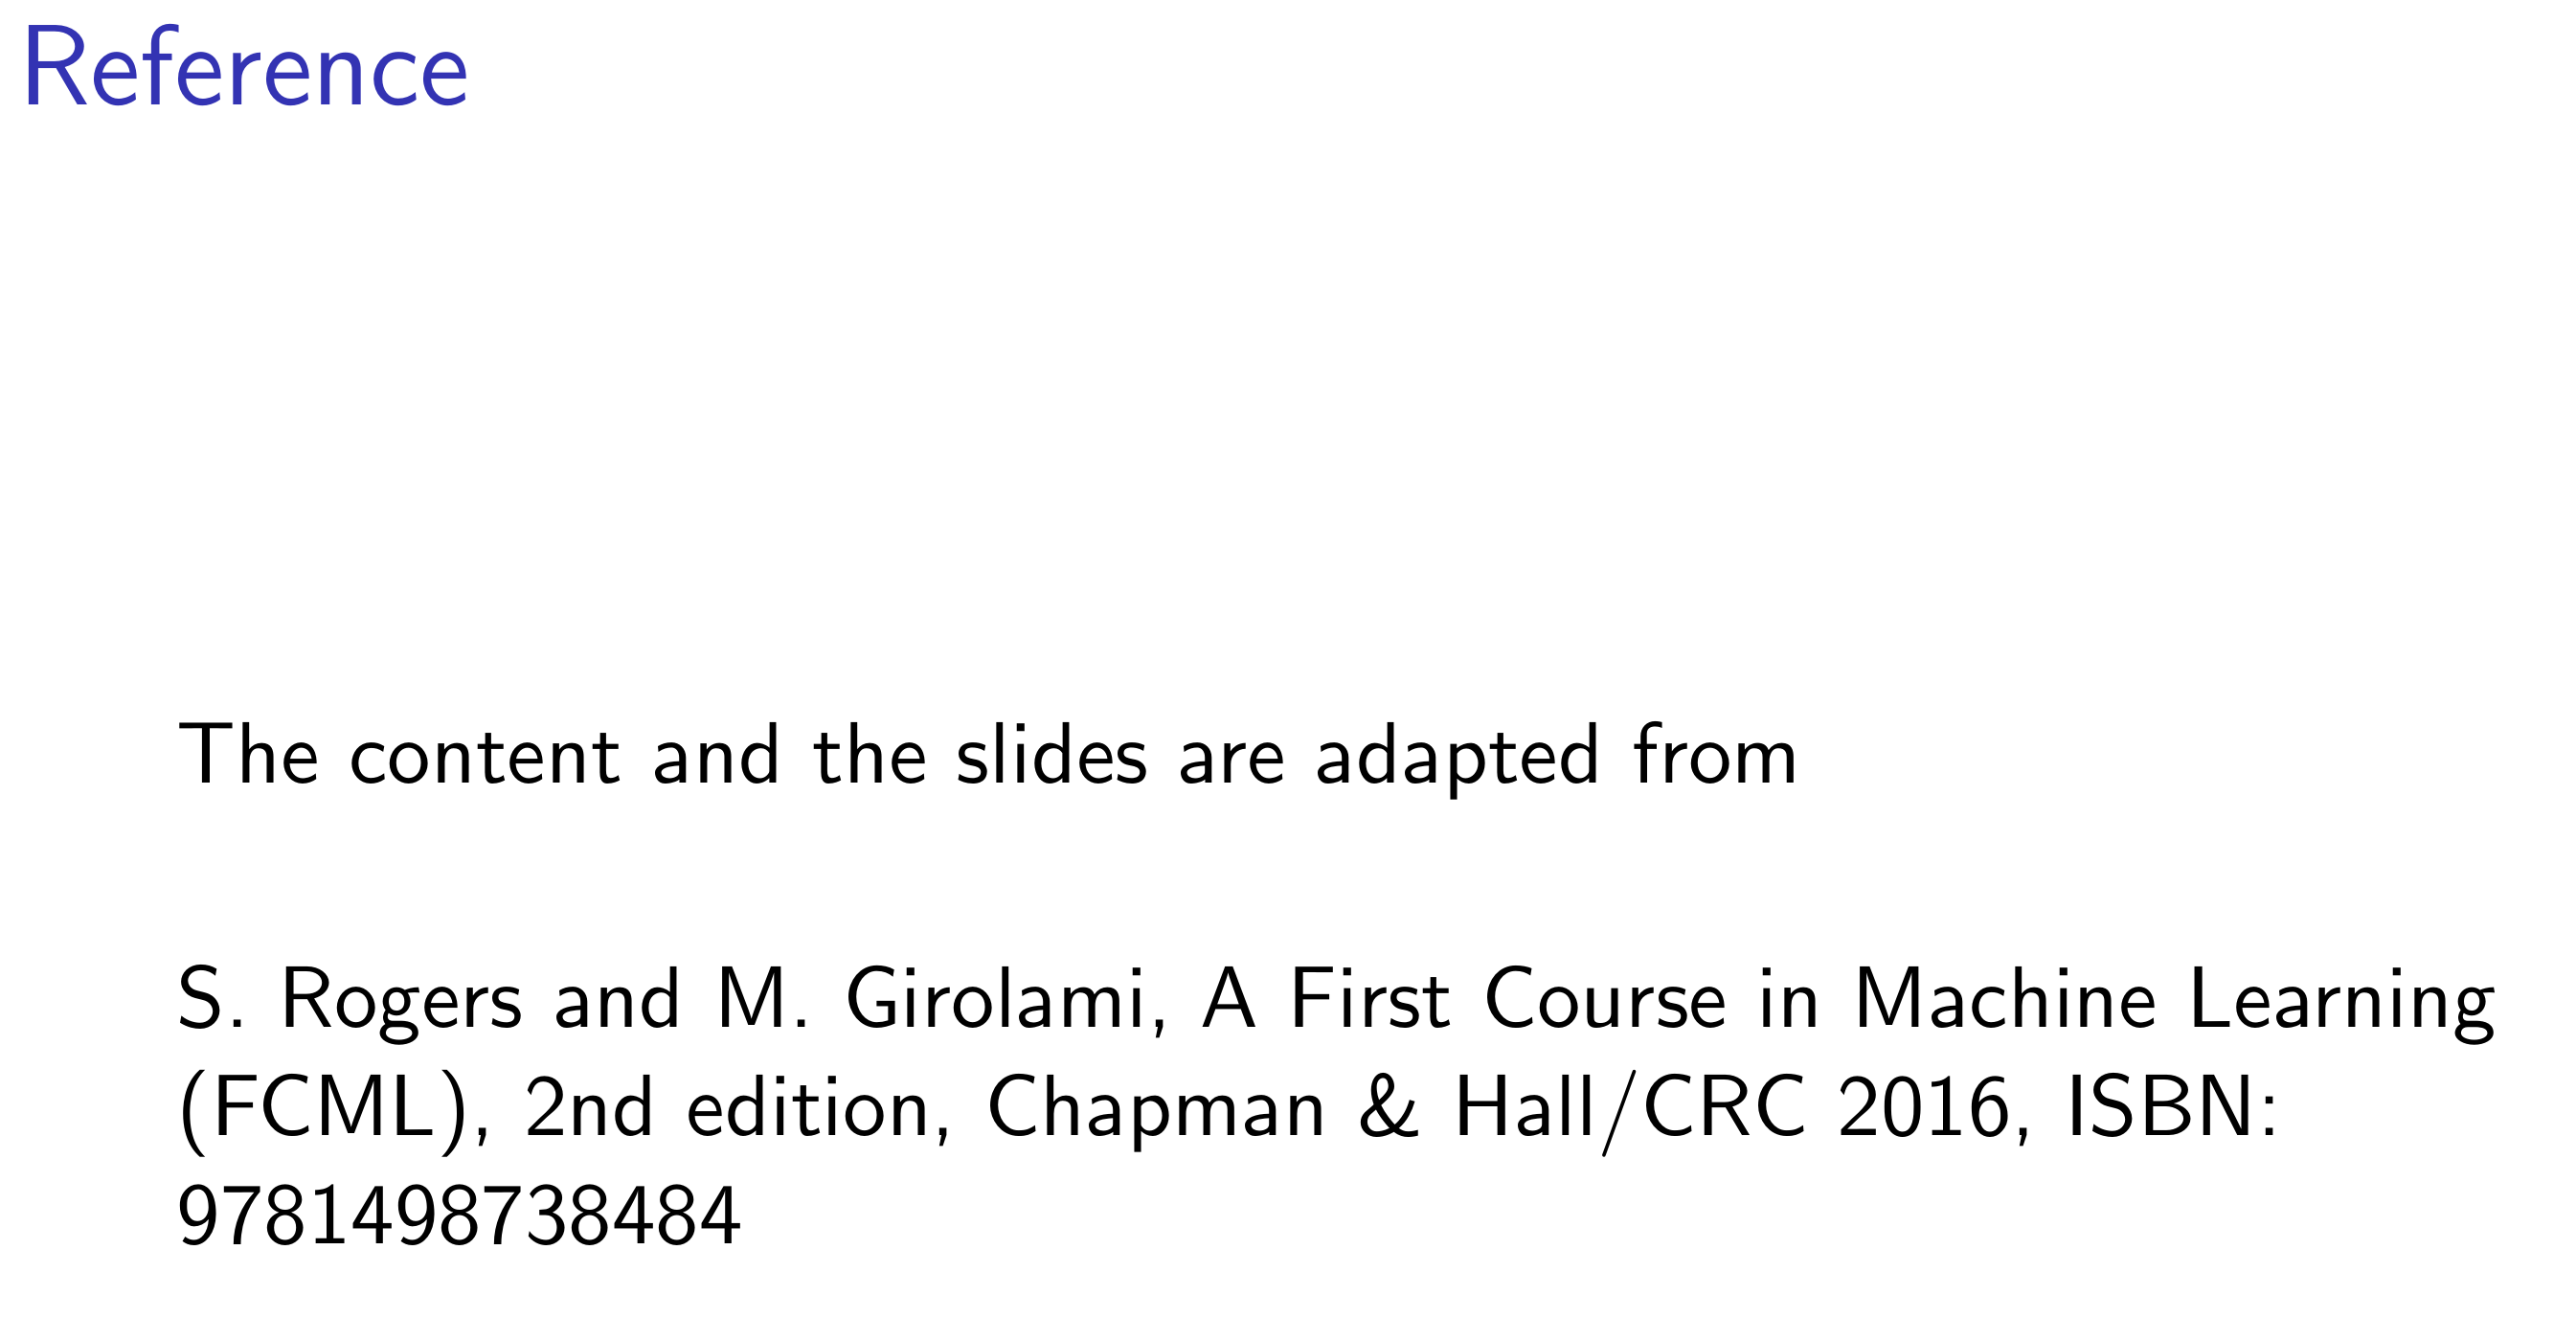 Reference
The content and the slides are adapted from
S. Rogers and M. Girolami, A First Course in Machine Learning
(FCML), 2nd edition, Chapman & Hall/CRC 2016, ISBN:
9781498738484